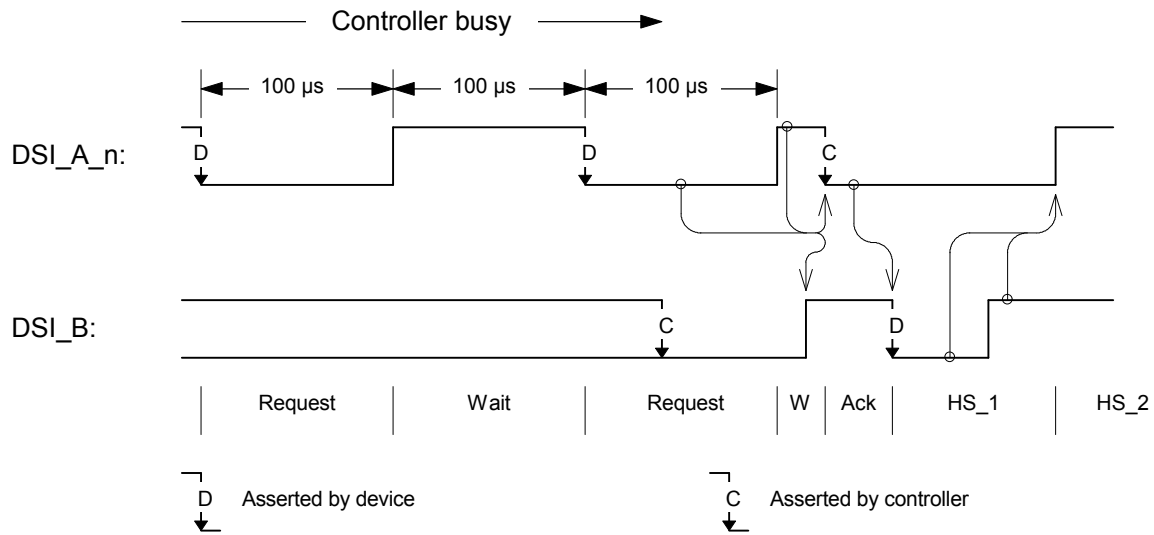 Controller busy
100 µs 100 µs 100 µs
DSI_A_n: D D C
DSI_B: C D
Request Wait Request W Ack HS_1 HS_2
D Asserted by device C Asserted by controller